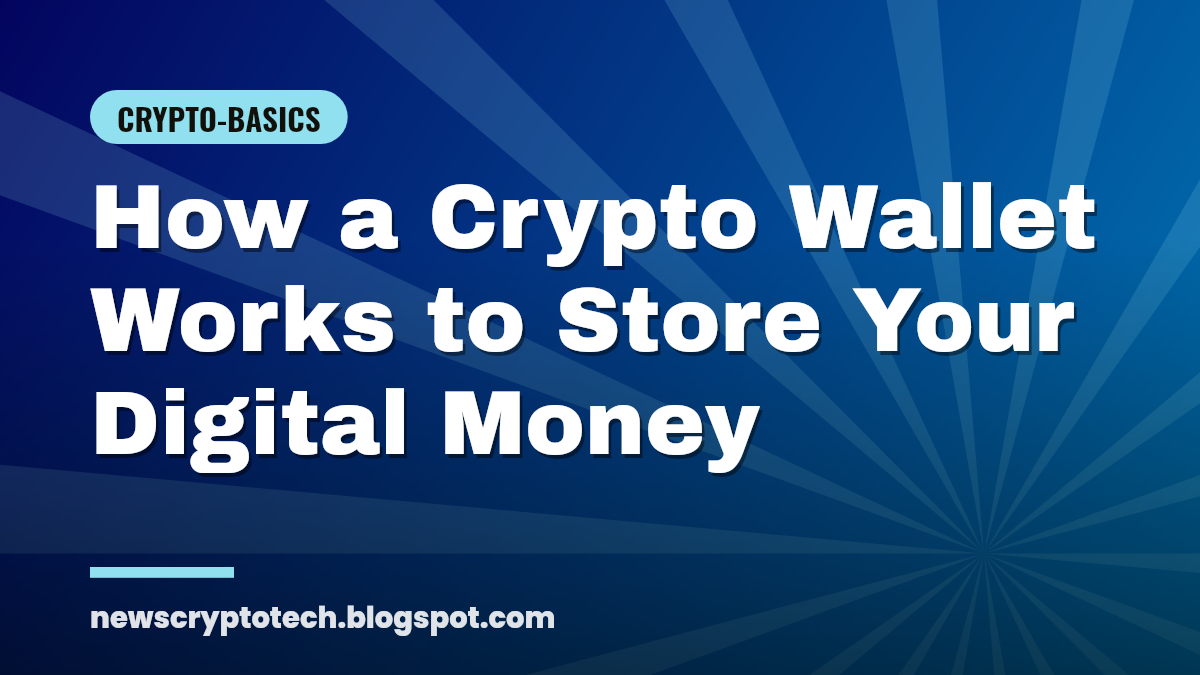 CRYPTO-BASICS
How a Crypto Wallet
Works to Store Your
Digital Money
newscryptotech.blogspot.com